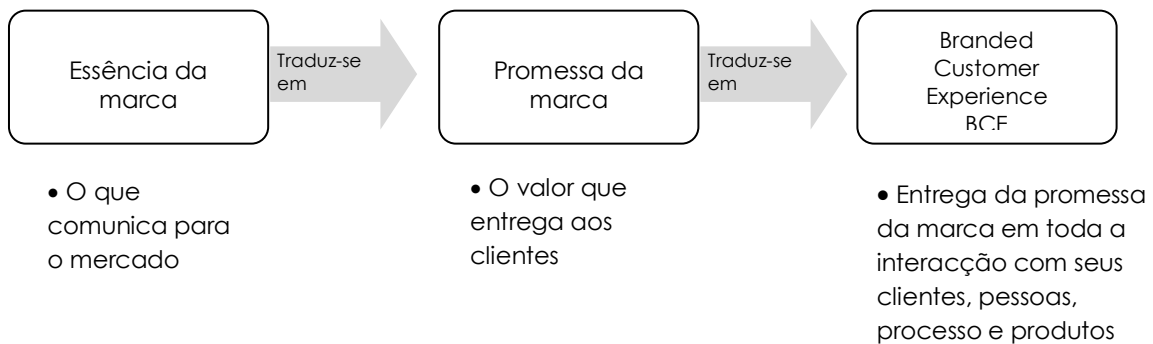 Essência da
marca
Traduz-se
em
Promessa da
marca
Traduz-se
em
Branded
Customer
Experience
BCE
• O que
comunica para
o mercado
• O valor que
entrega aos
clientes
• Entrega da promessa
da marca em toda a
interacção com seus
clientes, pessoas,
processo e produtos